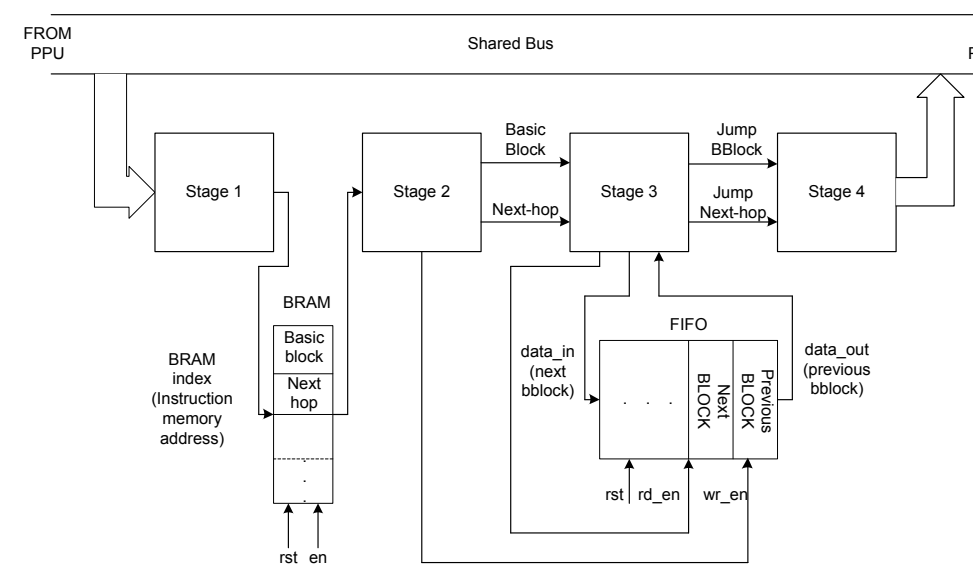 FROM
PPU
Shared Bus
P
Stage 1
Stage 2
Basic
Block
Next-hop
Stage 3
Jump
BBlock
Jump
Next-hop
Stage 4
BRAM
Basic
block
Next
hop
.
.
.
BRAM
index
(Instruction
memory
address)
rst en
FIFO
data_in
(next
bblock)
. . .
Next
BLOCK
Previous
BLOCK
data_out
(previous
bblock)
rst rd_en wr_en